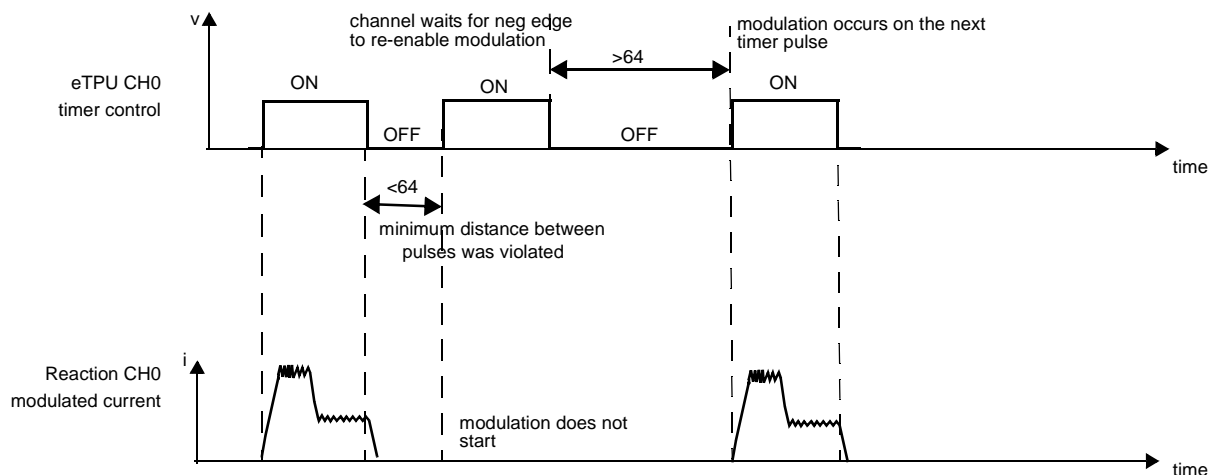 v
channel waits for neg edge
to re-enable modulation
modulation occurs on the next
timer pulse
>64
eTPU CH0
timer control
ON
ON
ON
OFF
OFF
time
<64
minimum distance between
pulses was violated
i
Reaction CH0
modulated current
modulation does not
start
time